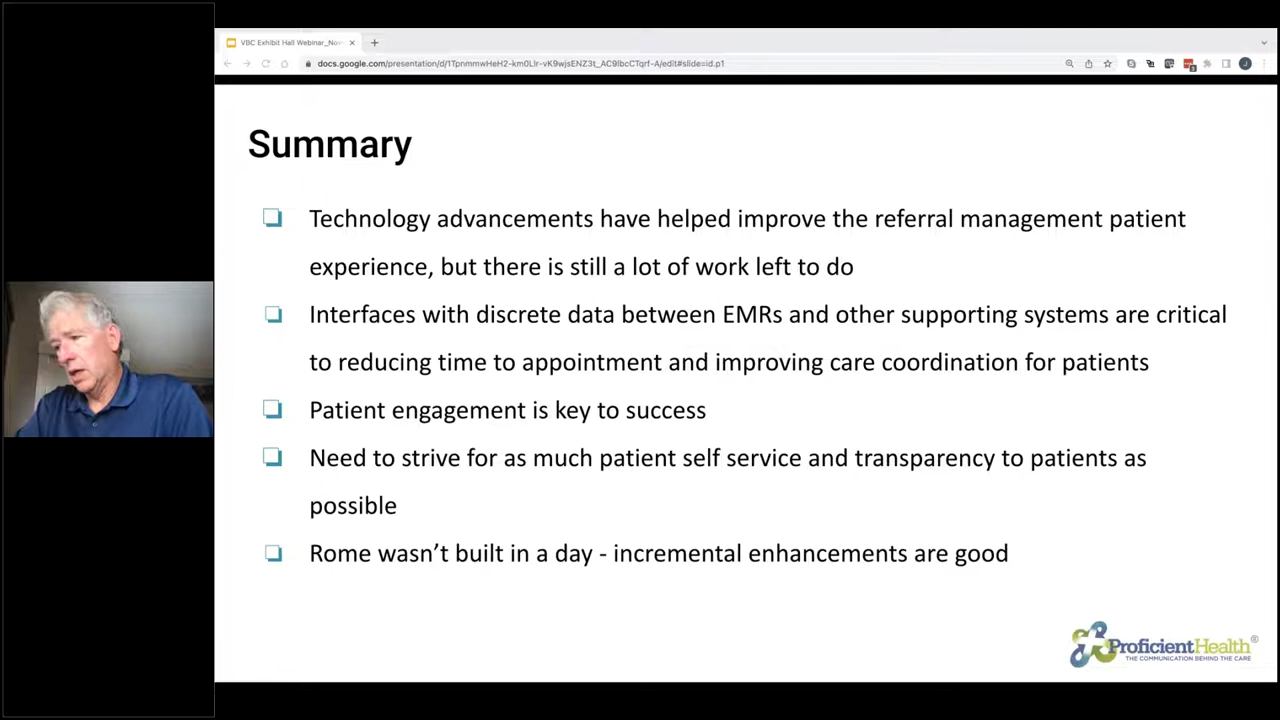 VBC Exhibit Hall Webinar_Nov
docs.google.com/presentation/d/1TpnmmwHeH2-km0Llr-vK9wjsENZ3t_AC9lbcCTqrf-A/edit#slide=id.p1
Summary
Technology advancements have helped improve the referral management patient
experience, but there is still a lot of work left to do
Interfaces with discrete data between EMRs and other supporting systems are critical
to reducing time to appointment and improving care coordination for patients
Patient engagement is key to success
Need to strive for as much patient self service and transparency to patients as
possible
Rome wasn’t built in a day - incremental enhancements are good
ProficientHealth®
THE COMMUNICATION BEHIND THE CARE